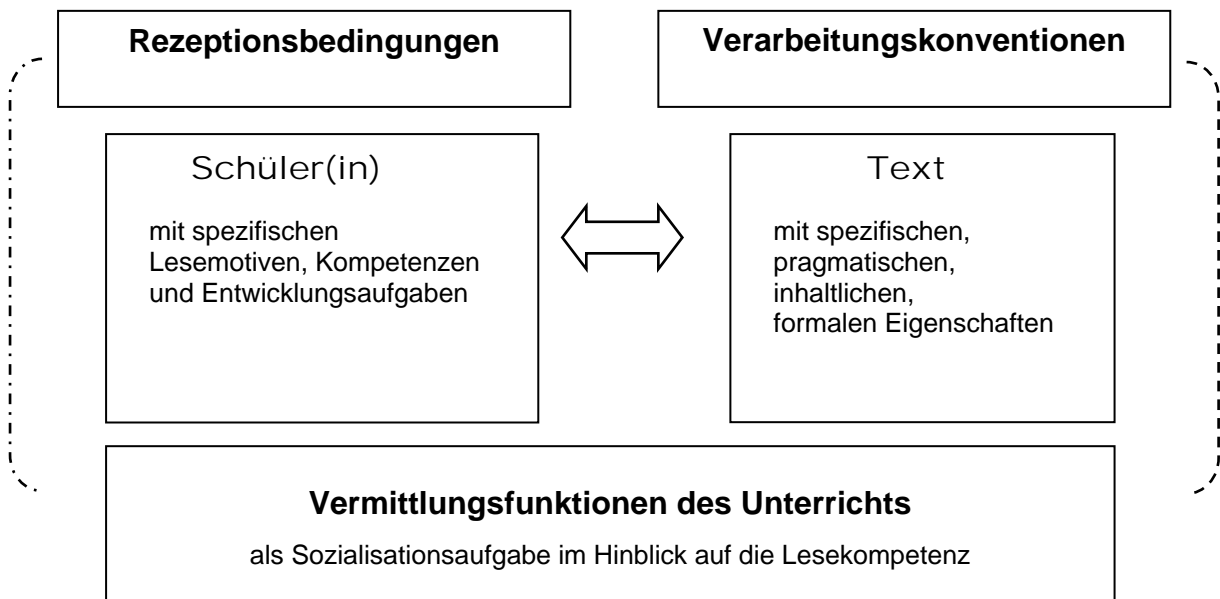 Rezeptionsbedingungen
Verarbeitungskonventionen
Schüler(in)
mit spezifischen
Lesemotiven, Kompetenzen
und Entwicklungsaufgaben
Text
mit spezifischen,
pragmatischen,
inhaltlichen,
formalen Eigenschaften
Vermittlungsfunktionen des Unterrichts
als Sozialisationsaufgabe im Hinblick auf die Lesekompetenz